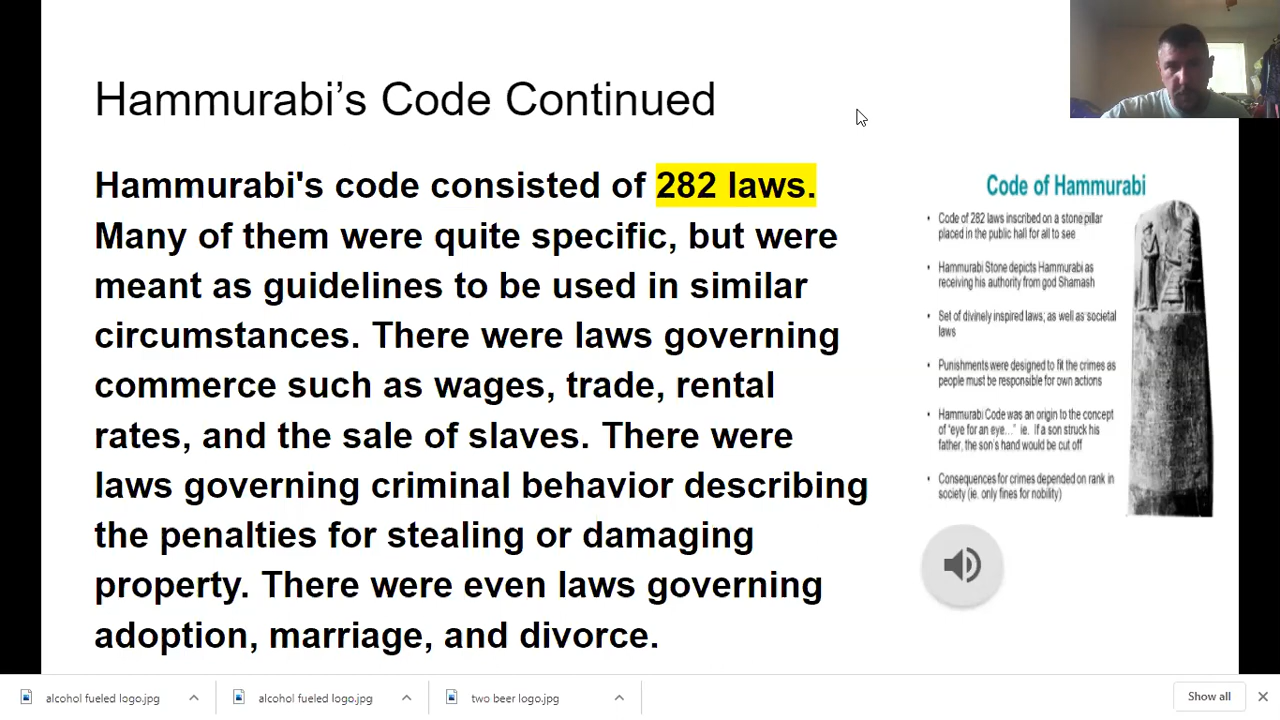 Hammurabi’s Code Continued
Hammurabi's code consisted of 282 laws.
Many of them were quite specific, but were
meant as guidelines to be used in similar
circumstances. There were laws governing
commerce such as wages, trade, rental
rates, and the sale of slaves. There were
laws governing criminal behavior describing
the penalties for stealing or damaging
property. There were even laws governing
adoption, marriage, and divorce.
Code of Hammurabi
• Code of 282 laws inscribed on a stone pillar
placed in the public hall for all to see
• Hammurabi Stone depicts Hammurabi as
receiving his authority from god Shamash
• Set of divinely inspired laws; as well as societal
laws
• Punishments were designed to fit the crimes as
people must be responsible for own actions
• Hammurabi Code was an origin to the concept
of “eye for an eye…” ie. If a son struck his
father, the son’s hand would be cut off
• Consequences for crimes depended on rank in
society (ie. only fines for nobility)
alcohol fueled logo.jpg
alcohol fueled logo.jpg
two beer logo.jpg
Show all